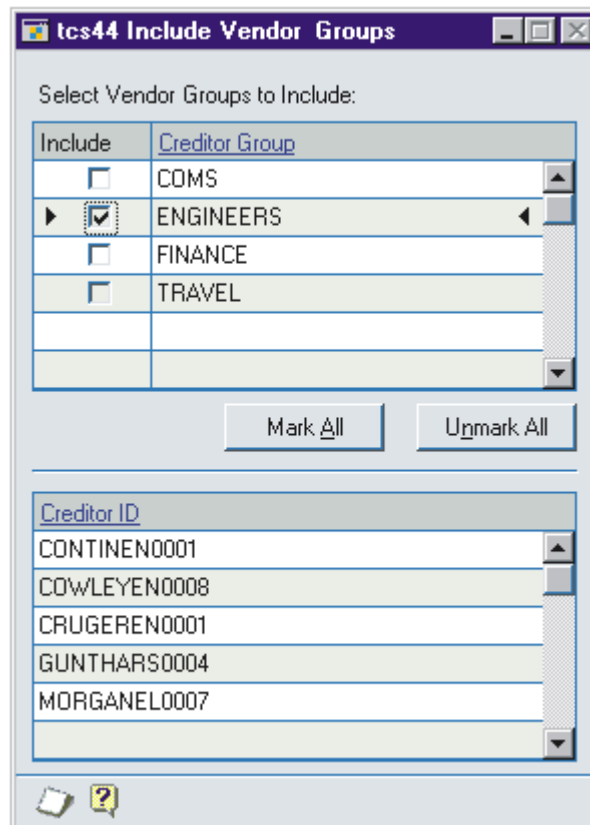 tcs44 Include Vendor Groups
Select Vendor Groups to Include:
Include Creditor Group
COMS
ENGINEERS
FINANCE
TRAVEL
Mark All Unmark All
Creditor ID
CONTINEN0001
COWLEYEN0008
CRUGEREN0001
GUNTHARS0004
MORGANEL0007